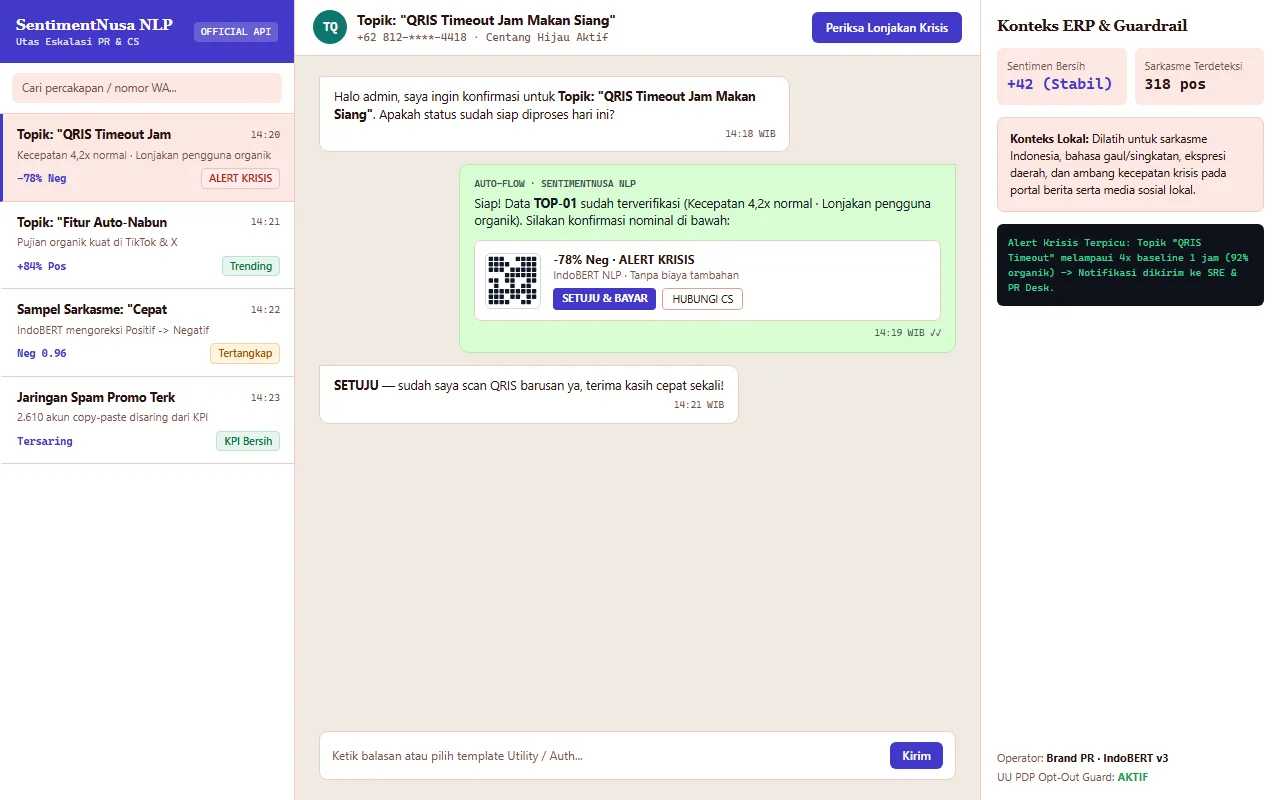 SentimentNusa NLP
Utas Eskalasi PR & CS
OFFICIAL API
Cari percakapan / nomor WA...
Topik: "QRIS Timeout Jam
14:20
Kecepatan 4,2x normal · Lonjakan pengguna organik
-78% Neg
ALERT KRISIS
Topik: "Fitur Auto-Nabun
14:21
Pujian organik kuat di TikTok & X
+84% Pos
Trending
Sampel Sarkasme: "Cepat
14:22
IndoBERT mengoreksi Positif -> Negatif
Neg 0.96
Tertangkap
Jaringan Spam Promo Terk
14:23
2.610 akun copy-paste disaring dari KPI
Tersaring
KPI Bersih
TQ
Topik: "QRIS Timeout Jam Makan Siang"
+62 812-****-4418 · Centang Hijau Aktif
Periksa Lonjakan Krisis
Halo admin, saya ingin konfirmasi untuk Topik: "QRIS Timeout Jam Makan
Siang". Apakah status sudah siap diproses hari ini?
14:18 WIB
AUTO-FLOW · SENTIMENTNUSA NLP
Siap! Data TOP-01 sudah terverifikasi (Kecepatan 4,2x normal · Lonjakan pengguna
organik). Silakan konfirmasi nominal di bawah:
-78% Neg · ALERT KRISIS
IndoBERT NLP · Tanpa biaya tambahan
SETUJU & BAYAR
HUBUNGI CS
14:19 WIB ✓✓
SETUJU — sudah saya scan QRIS barusan ya, terima kasih cepat sekali!
14:21 WIB
Ketik balasan atau pilih template Utility / Auth...
Kirim
Konteks ERP & Guardrail
Sentimen Bersih
+42 (Stabil)
Sarkasme Terdeteksi
318 pos
Konteks Lokal: Dilatih untuk sarkasme
Indonesia, bahasa gaul/singkatan, ekspresi
daerah, dan ambang kecepatan krisis pada
portal berita serta media sosial lokal.
Alert Krisis Terpicu: Topik "QRIS
Timeout" melampaui 4x baseline 1 jam (92%
organik) -> Notifikasi dikirim ke SRE &
PR Desk.
Operator: Brand PR · IndoBERT v3
UU PDP Opt-Out Guard: AKTIF